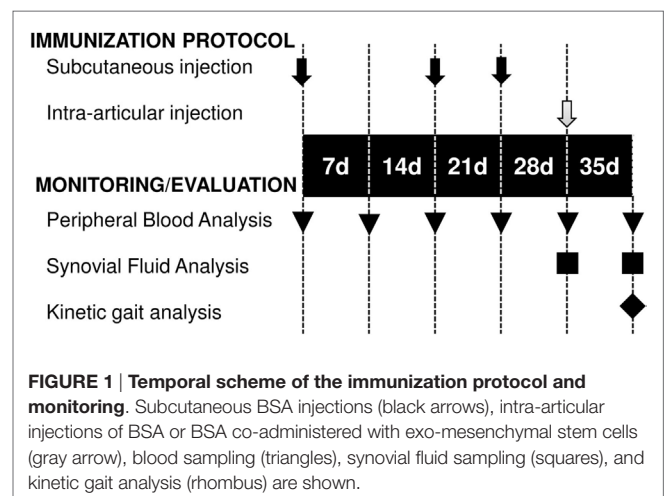 IMMUNIZATION PROTOCOL
Subcutaneous injection
Intra-articular injection
7d 14d 21d 28d 35d
MONITORING/EVALUATION
Peripheral Blood Analysis
Synovial Fluid Analysis
Kinetic gait analysis
FIGURE 1 | Temporal scheme of the immunization protocol and
monitoring. Subcutaneous BSA injections (black arrows), intra-articular
injections of BSA or BSA co-administered with exo-mesenchymal stem cells
(gray arrow), blood sampling (triangles), synovial fluid sampling (squares), and
kinetic gait analysis (rhombus) are shown.